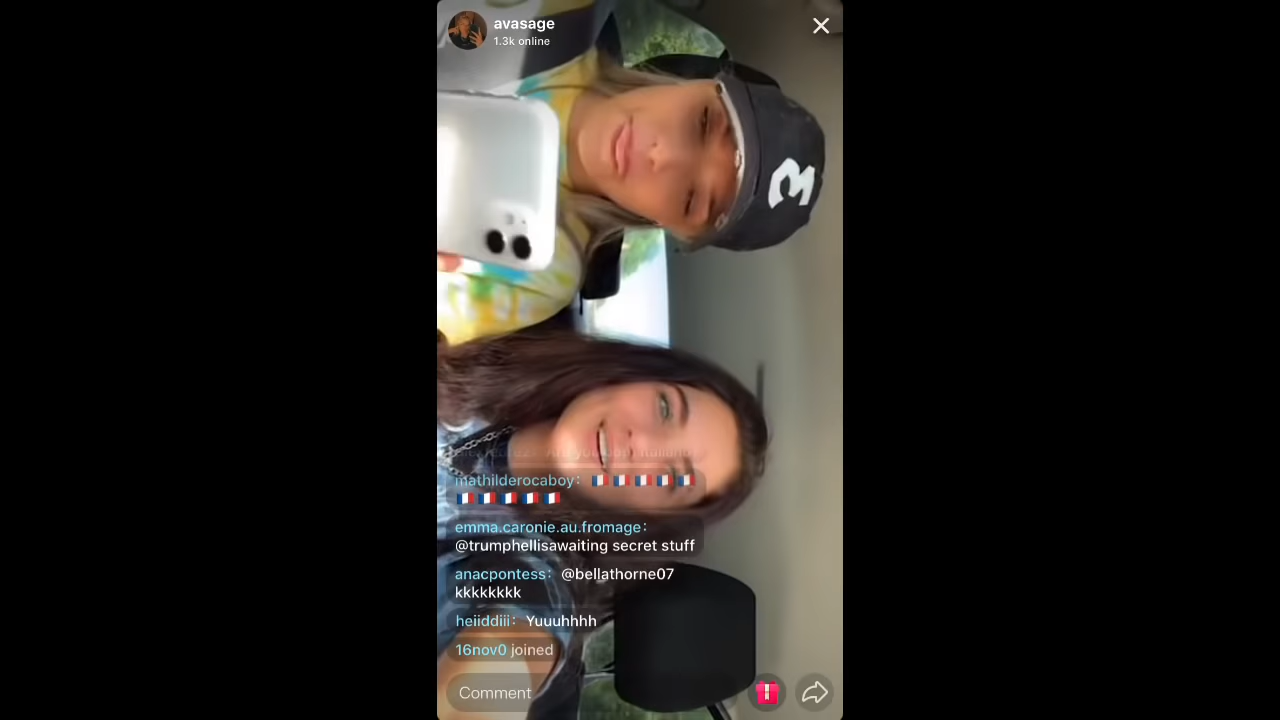 avasage
1.3k online
3
mathilderocaboy: 🇫🇷 🇫🇷 🇫🇷 🇫🇷 🇫🇷
🇫🇷 🇫🇷 🇫🇷 🇫🇷 🇫🇷
emma.caronie.au.fromage:
@trumphellisawaiting secret stuff
anacpontess: @bellathorne07
kkkkkkkk
heiiddiii: Yuuuhhhh
16nov0 joined
Comment